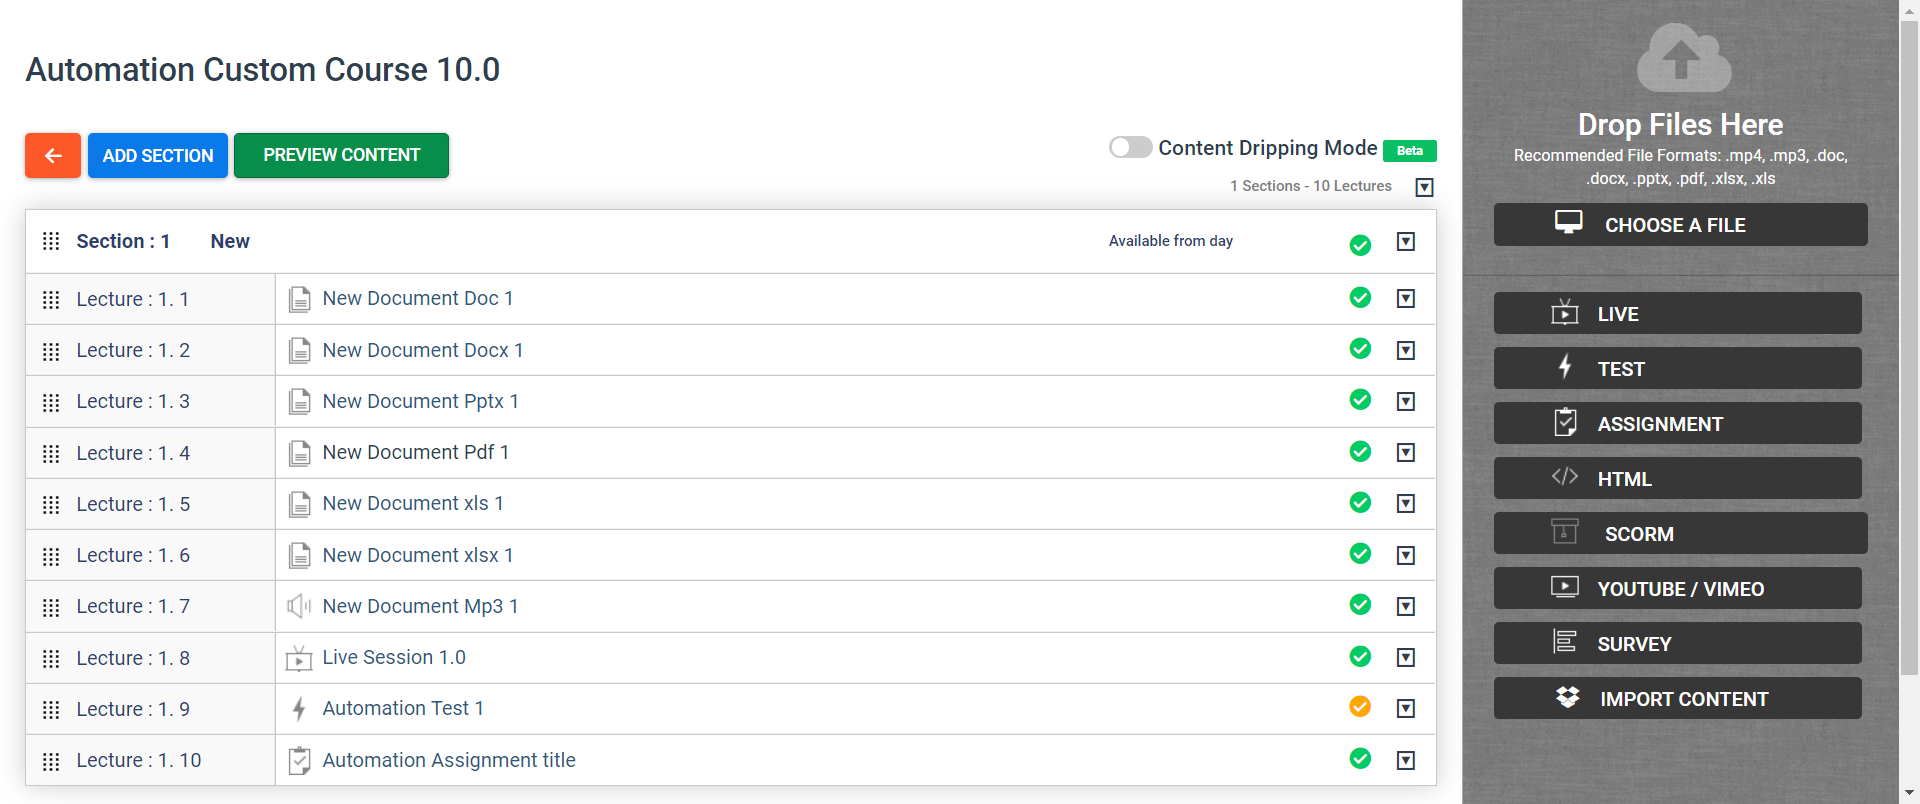 Automation Custom Course 10.0
ADD SECTION
PREVIEW CONTENT
Content Dripping Mode Beta
1 Sections - 10 Lectures
Section : 1 New Available from day
Lecture : 1. 1 New Document Doc 1
Lecture : 1. 2 New Document Docx 1
Lecture : 1. 3 New Document Pptx 1
Lecture : 1. 4 New Document Pdf 1
Lecture : 1. 5 New Document xls 1
Lecture : 1. 6 New Document xlsx 1
Lecture : 1. 7 New Document Mp3 1
Lecture : 1. 8 Live Session 1.0
Lecture : 1. 9 Automation Test 1
Lecture : 1. 10 Automation Assignment title
Drop Files Here
Recommended File Formats: .mp4, .mp3, .doc,
.docx, .pptx, .pdf, .xlsx, .xls
CHOOSE A FILE
LIVE
TEST
ASSIGNMENT
HTML
SCORM
YOUTUBE / VIMEO
SURVEY
IMPORT CONTENT